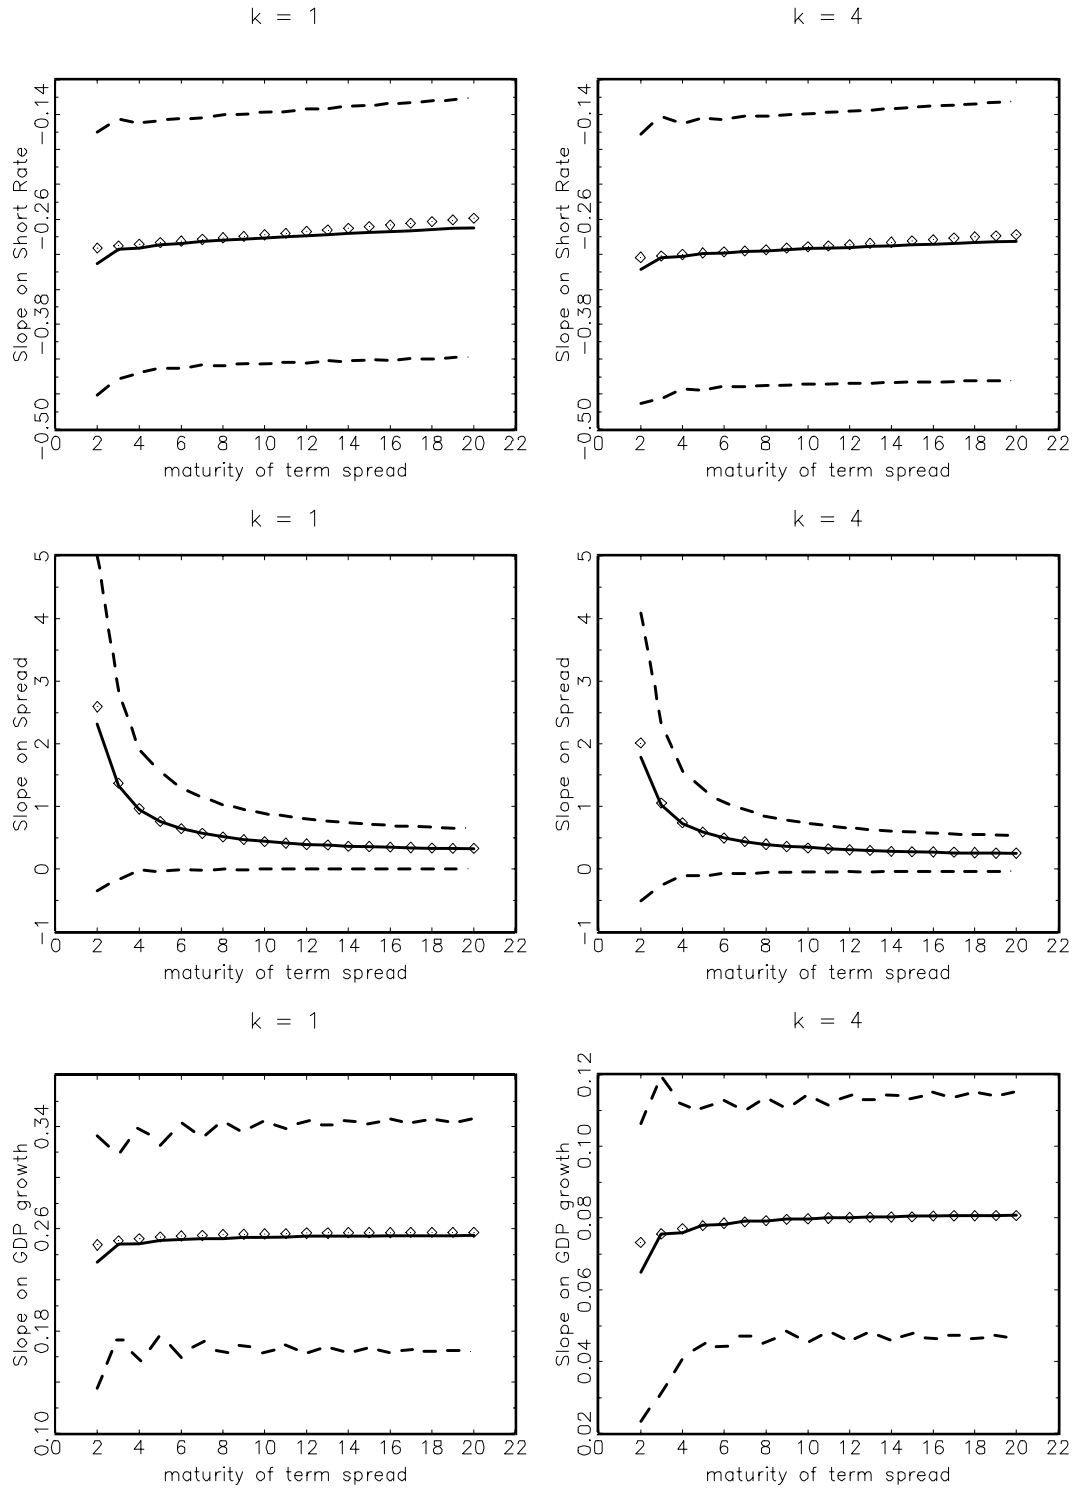 k = 1
k = 4
Slope on Short Rate
-0.14
-0.26
-0.38
-0.50
0 2 4 6 8 10 12 14 16 18 20 22
maturity of term spread
Slope on Short Rate
-0.14
-0.26
-0.38
-0.50
0 2 4 6 8 10 12 14 16 18 20 22
maturity of term spread
k = 1
k = 4
Slope on Spread
5
4
3
2
1
0
-1
0 2 4 6 8 10 12 14 16 18 20 22
maturity of term spread
Slope on Spread
5
4
3
2
1
0
-1
0 2 4 6 8 10 12 14 16 18 20 22
maturity of term spread
k = 1
k = 4
Slope on GDP growth
0.34
0.26
0.18
0.10
0 2 4 6 8 10 12 14 16 18 20 22
maturity of term spread
Slope on GDP growth
0.12
0.10
0.08
0.06
0.04
0.02
0 2 4 6 8 10 12 14 16 18 20 22
maturity of term spread